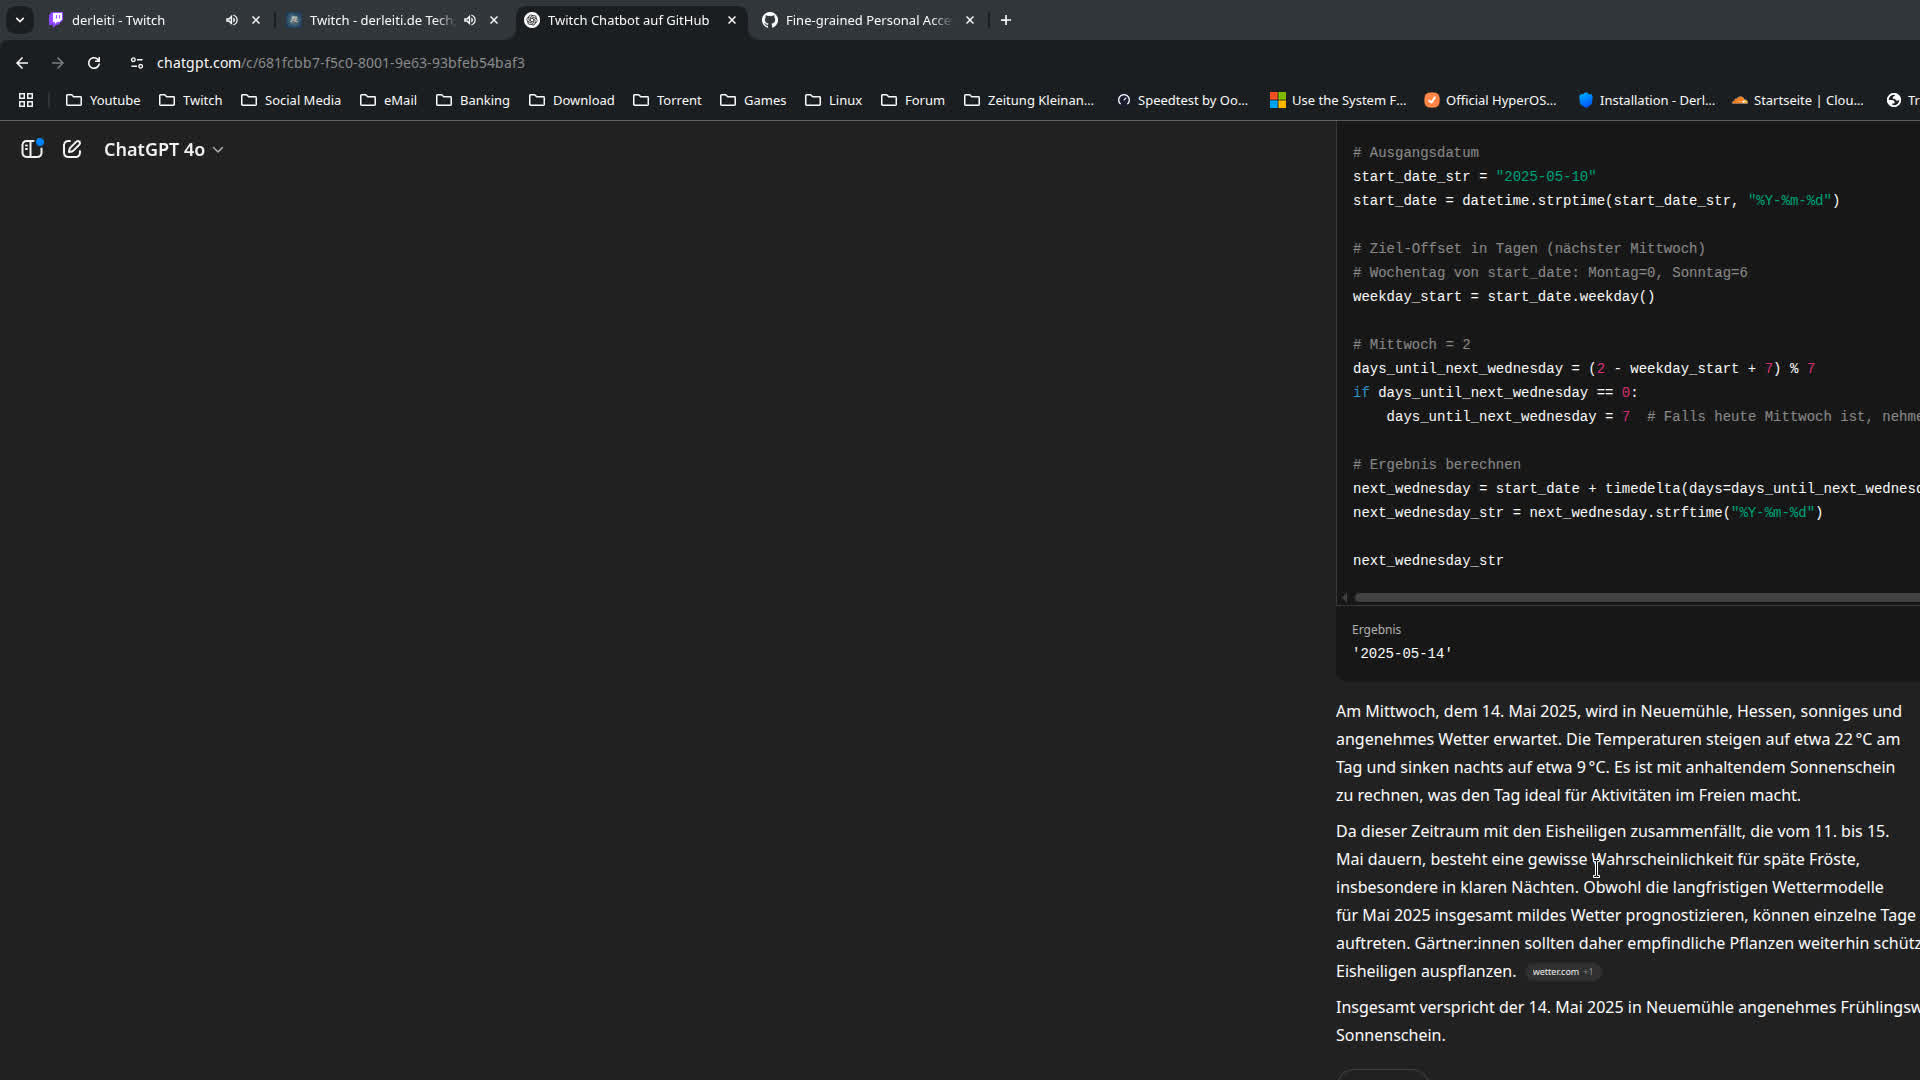 derleiti - Twitch
Twitch - derleiti.de Tech
Twitch Chatbot auf GitHub
Fine-grained Personal Acce
chatgpt.com/c/681fcbb7-f5c0-8001-9e63-93bfeb54baf3
Youtube Twitch Social Media eMail Banking Download Torrent Games Linux Forum Zeitung Kleinan... Speedtest by Oo... Use the System F... Official HyperOS... Installation - Derl... Startseite | Clou... Tr
ChatGPT 4o
# Ausgangsdatum
start_date_str = "2025-05-10"
start_date = datetime.strptime(start_date_str, "%Y-%m-%d")
# Ziel-Offset in Tagen (nächster Mittwoch)
# Wochentag von start_date: Montag=0, Sonntag=6
weekday_start = start_date.weekday()
# Mittwoch = 2
days_until_next_wednesday = (2 - weekday_start + 7) % 7
if days_until_next_wednesday == 0:
    days_until_next_wednesday = 7  # Falls heute Mittwoch ist, nehme
# Ergebnis berechnen
next_wednesday = start_date + timedelta(days=days_until_next_wednesd
next_wednesday_str = next_wednesday.strftime("%Y-%m-%d")
next_wednesday_str
Ergebnis
'2025-05-14'
Am Mittwoch, dem 14. Mai 2025, wird in Neuemühle, Hessen, sonniges und
angenehmes Wetter erwartet. Die Temperaturen steigen auf etwa 22 °C am
Tag und sinken nachts auf etwa 9 °C. Es ist mit anhaltendem Sonnenschein
zu rechnen, was den Tag ideal für Aktivitäten im Freien macht.
Da dieser Zeitraum mit den Eisheiligen zusammenfällt, die vom 11. bis 15.
Mai dauern, besteht eine gewisse Wahrscheinlichkeit für späte Fröste,
insbesondere in klaren Nächten. Obwohl die langfristigen Wettermodelle
für Mai 2025 insgesamt mildes Wetter prognostizieren, können einzelne Tage
auftreten. Gärtner:innen sollten daher empfindliche Pflanzen weiterhin schütz
Eisheiligen auspflanzen. wetter.com +1
Insgesamt verspricht der 14. Mai 2025 in Neuemühle angenehmes Frühlingsw
Sonnenschein.